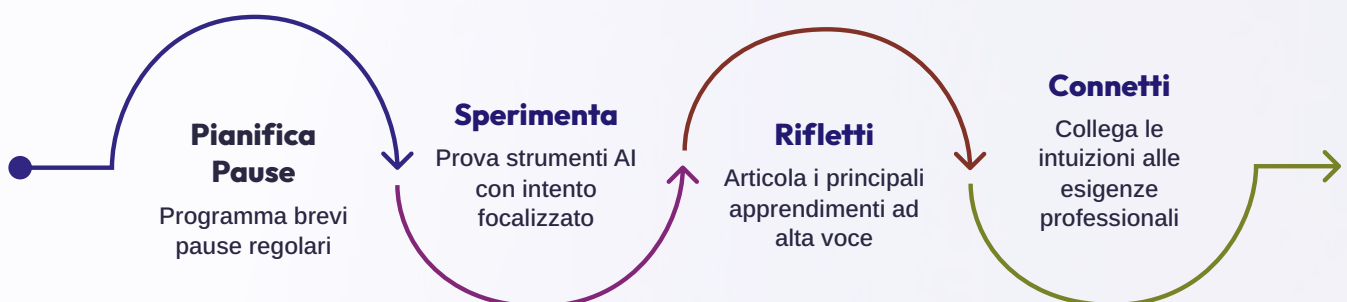 Pianifica
Pause
Programma brevi
pause regolari
Sperimenta
Prova strumenti AI
con intento
focalizzato
Rifletti
Articola i principali
apprendimenti ad
alta voce
Connetti
Collega le
intuizioni alle
esigenze
professionali